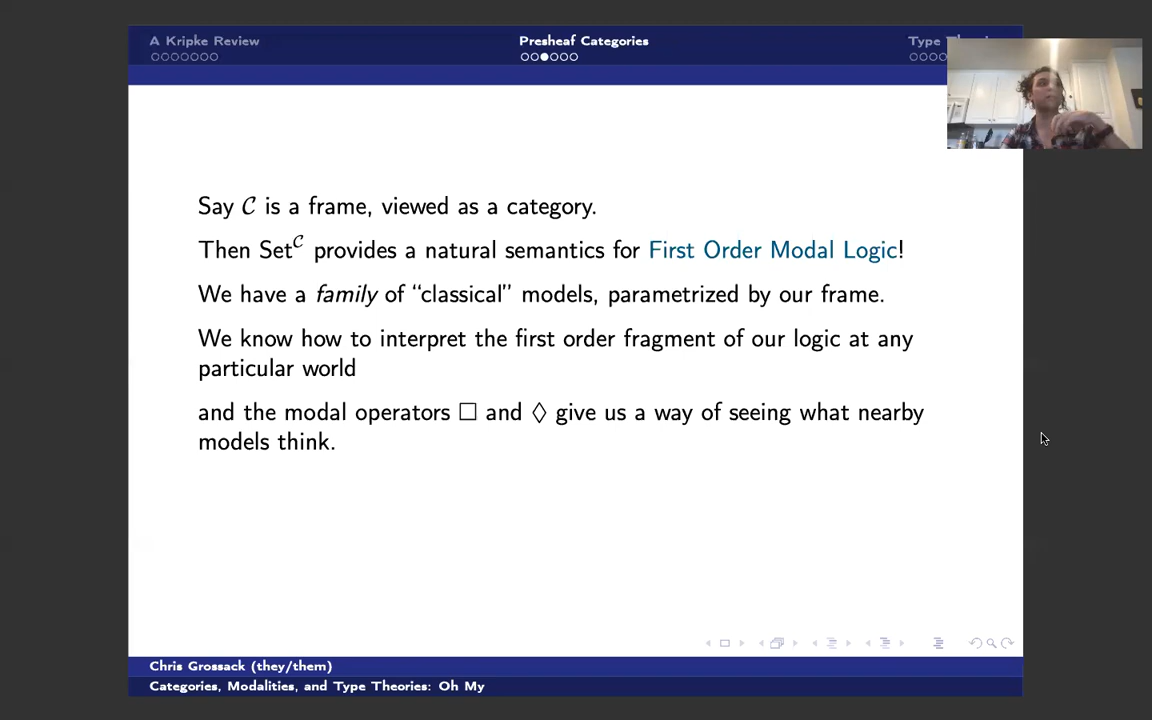 A Kripke Review
Presheaf Categories
Type
Say 𝒞 is a frame, viewed as a category.
Then Set^𝒞 provides a natural semantics for First Order Modal Logic!
We have a family of “classical” models, parametrized by our frame.
We know how to interpret the first order fragment of our logic at any
particular world
and the modal operators □ and ◊ give us a way of seeing what nearby
models think.
Chris Grossack (they/them)
Categories, Modalities, and Type Theories: Oh My